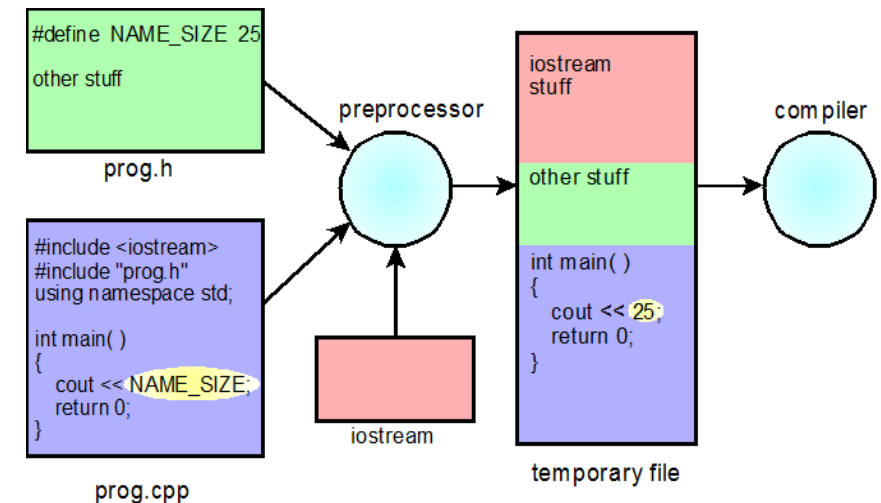 #define NAME_SIZE 25
other stuff
prog.h
#include <iostream>
#include "prog.h"
using namespace std;
int main( )
{
cout << NAME_SIZE;
return 0;
}
prog.cpp
preprocessor
iostream
iostream
stuff
other stuff
int main( )
{
cout << 25;
return 0;
}
temporary file
compiler